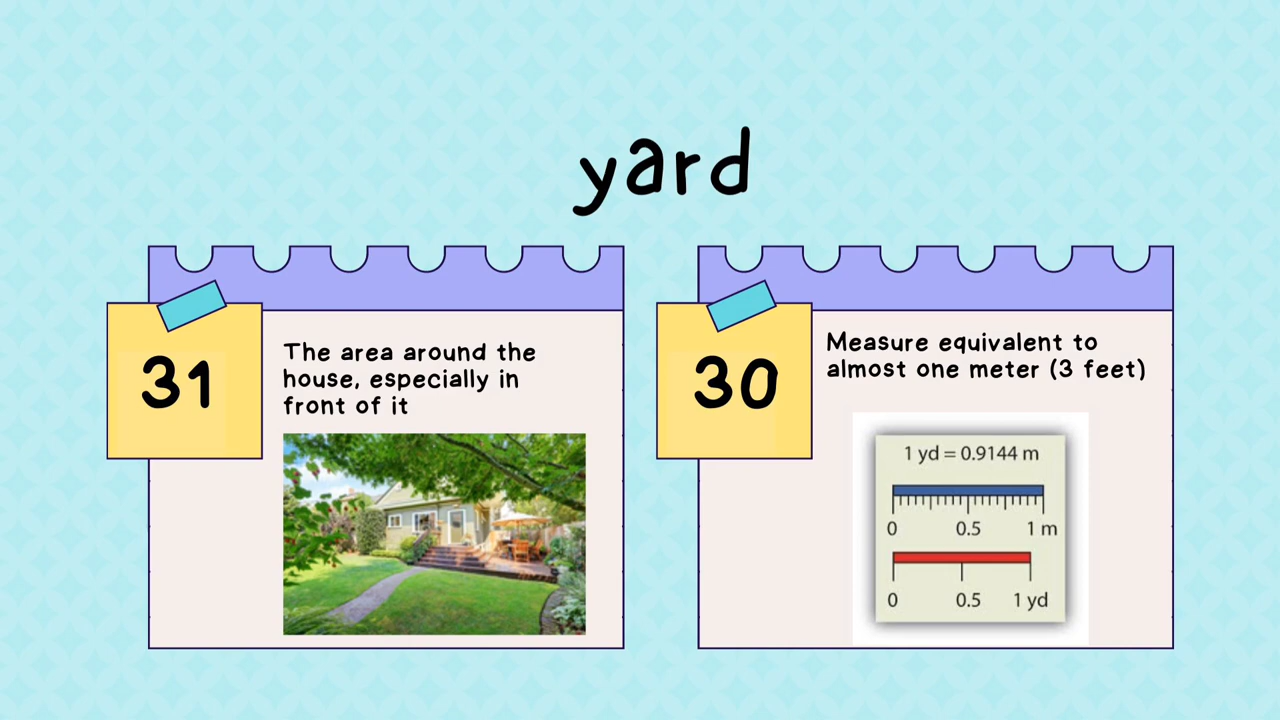 yard
31
The area around the
house, especially in
front of it
30
Measure equivalent to
almost one meter (3 feet)
1 yd = 0.9144 m
0 0.5 1 m
0 0.5 1 yd